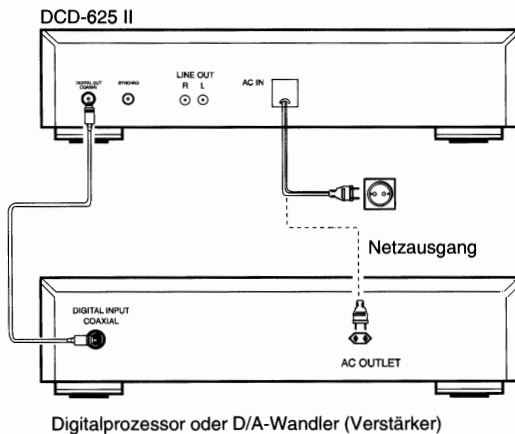 DCD-625 II
DIGITAL OUT
COAXIAL
SYNCHRO
LINE OUT
R L
AC IN
Netzausgang
DIGITAL INPUT
COAXIAL
AC OUTLET
Digitalprozessor oder D/A-Wandler (Verstärker)